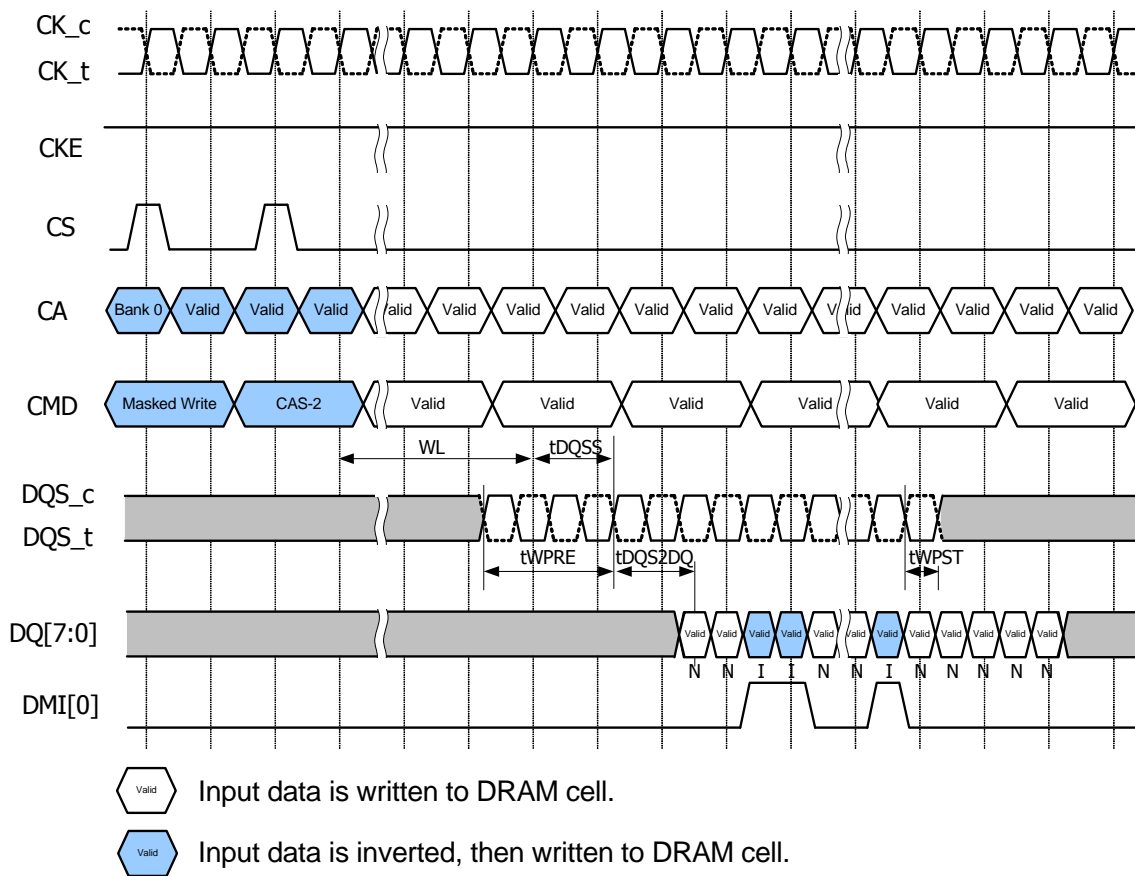 CK_c
CK_t
CKE
CS
CA Bank 0 Valid Valid Valid alid Valid Valid Valid Valid Valid Valid V lid Valid Valid Valid Valid
CMD Masked Write CAS-2 Valid Valid Valid Valid Valid Valid
WL tDQSS
DQS_c
DQS_t
tWPRE tDQS2DQ tWPST
DQ[7:0] Valid Valid Valid Valid Valid Valid Valid Valid Valid Valid Valid Valid
N N I I N N I N N N N N
DMI[0]
Valid Input data is written to DRAM cell.
Valid Input data is inverted, then written to DRAM cell.